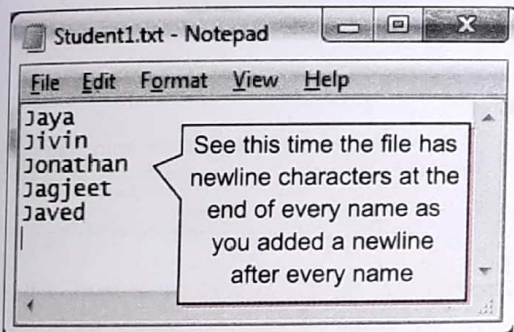 Student1.txt - Notepad
File Edit Format View Help
Jaya
Jivin
Jonathan
Jagjeet
Javed
See this time the file has
newline characters at the
end of every name as
you added a newline
after every name